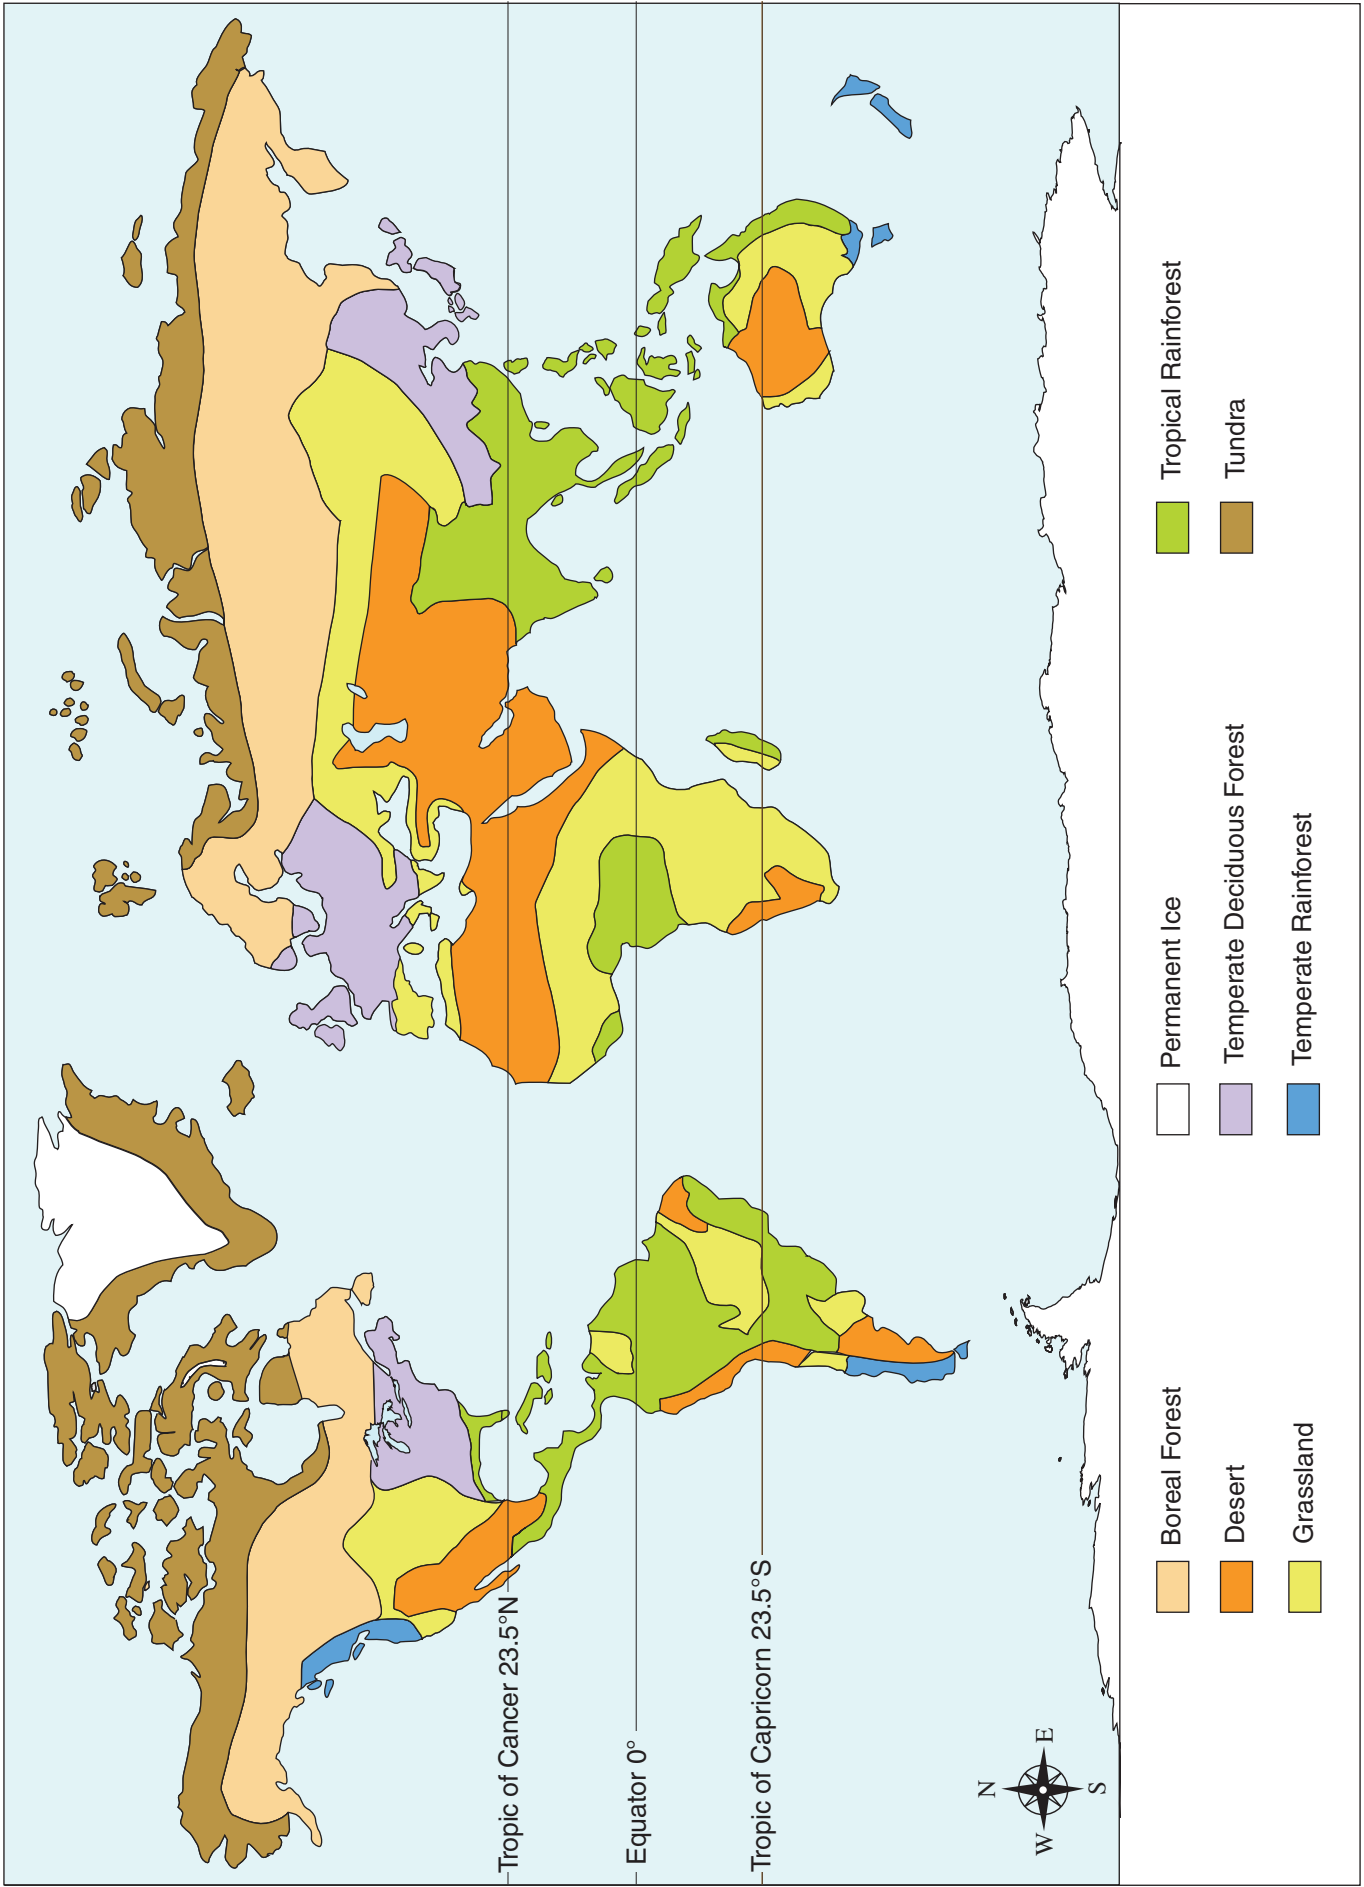 Tropic of Cancer 23.5°N
Equator 0°
Tropic of Capricorn 23.5°S
N
W
E
S
Boreal Forest
Permanent Ice
Tropical Rainforest
Desert
Temperate Deciduous Forest
Tundra
Grassland
Temperate Rainforest